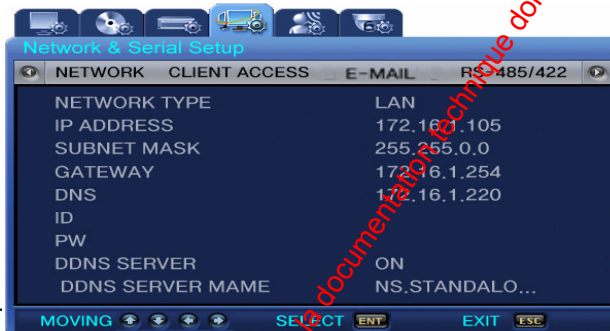 Network & Serial Setup
NETWORK CLIENT ACCESS E-MAIL RS-485/422
NETWORK TYPE LAN
IP ADDRESS 172.16.1.105
SUBNET MASK 255.255.0.0
GATEWAY 172.16.1.254
DNS 172.16.1.220
ID
PW
DDNS SERVER ON
DDNS SERVER MAME NS.STANDALO...
MOVING SELECT ENT EXIT ESC
la documentation technique don